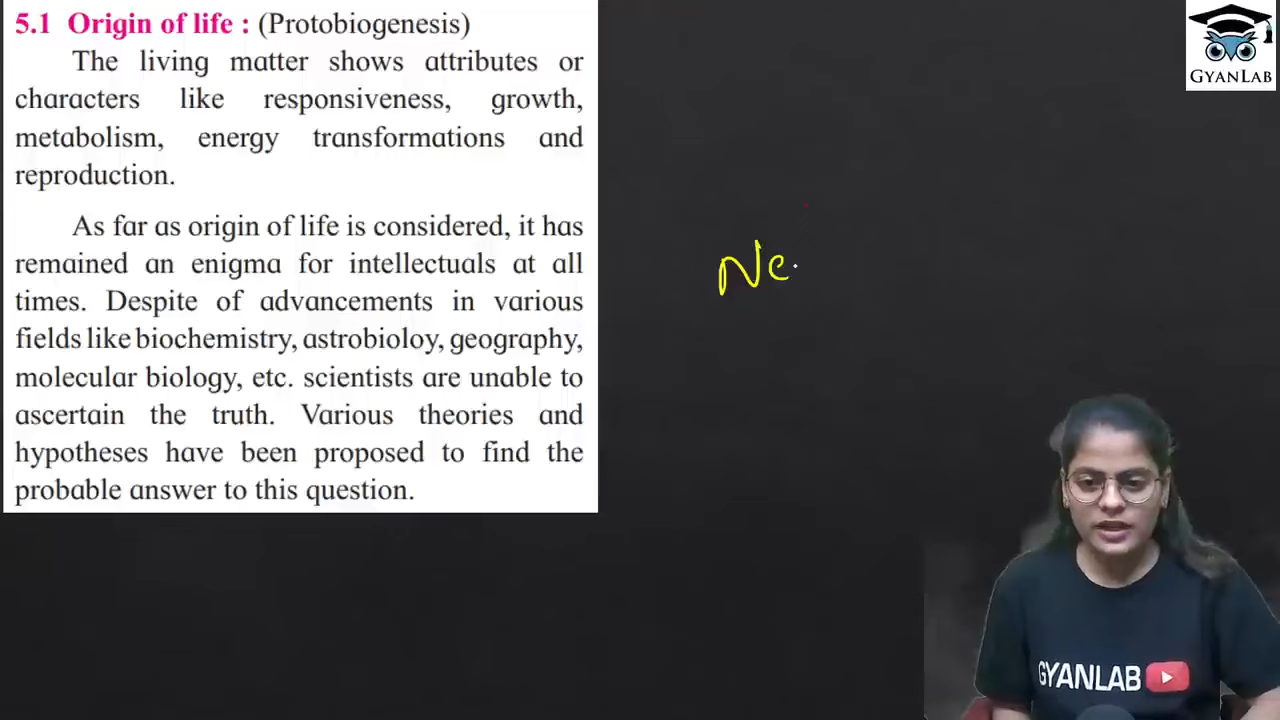 5.1 Origin of life : (Protobiogenesis)
The living matter shows attributes or
characters like responsiveness, growth,
metabolism, energy transformations and
reproduction.
As far as origin of life is considered, it has
remained an enigma for intellectuals at all
times. Despite of advancements in various
fields like biochemistry, astrobioloy, geography,
molecular biology, etc. scientists are unable to
ascertain the truth. Various theories and
hypotheses have been proposed to find the
probable answer to this question.
GYANLAB
Ne
GYANLAB